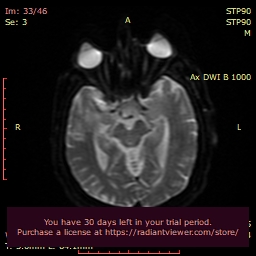 Im: 33/46
Se: 3
A
STP90
STP90
M
Ax DWI B 1000
R
L
You have 30 days left in your trial period.
Purchase a license at https://radiantviewer.com/store/